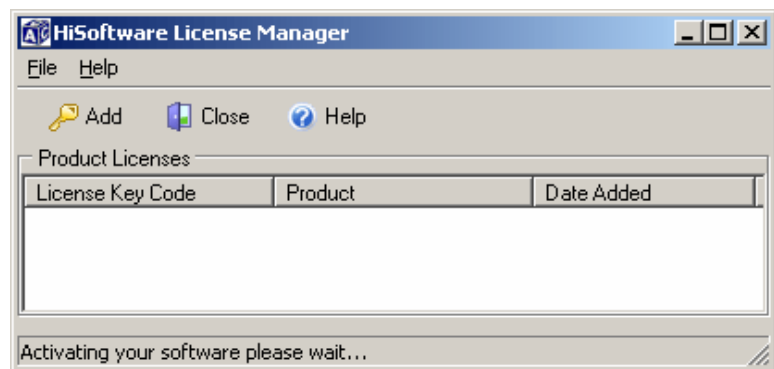 HiSoftware License Manager
File Help
Add Close Help
Product Licenses
License Key Code Product Date Added
Activating your software please wait...